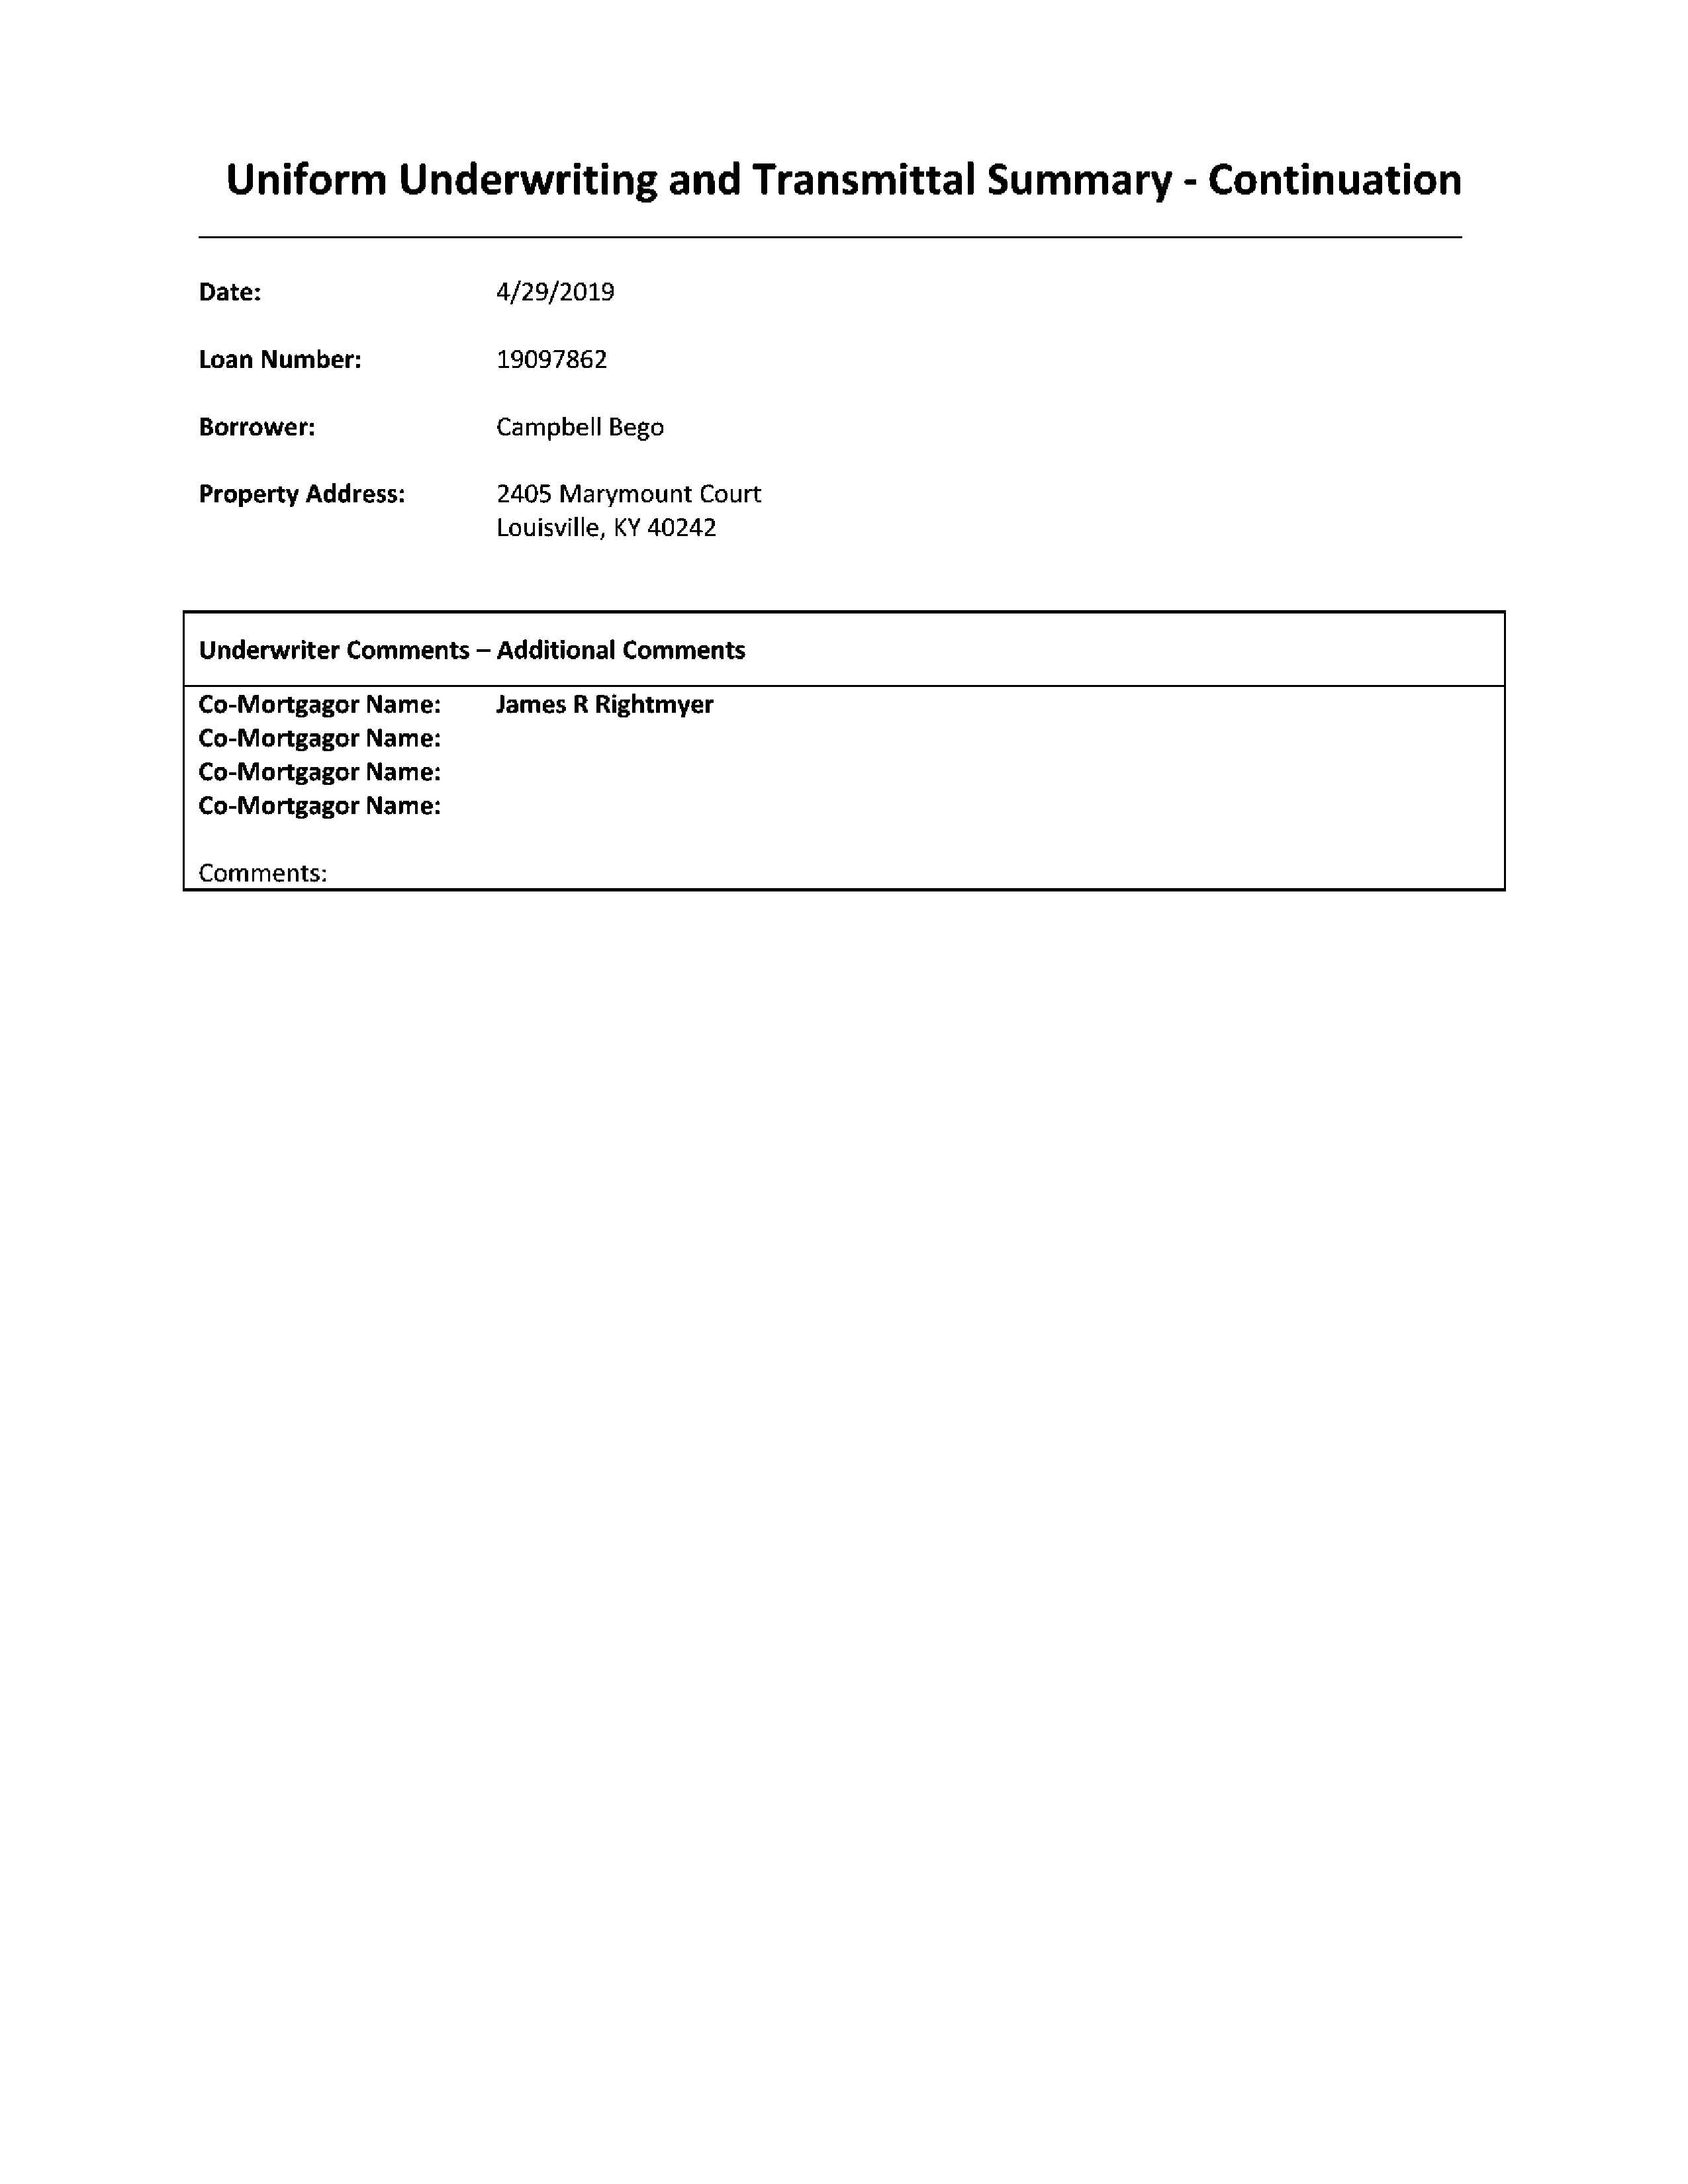 Uniform Underwriting and Transmittal Summary - Continuation
Date: 4/29/2019
Loan Number: 19097862
Borrower: Campbell Bego
Property Address: 2405 Marymount Court
Louisville, KY 40242
Underwriter Comments – Additional Comments
Co-Mortgagor Name: James R Rightmyer
Co-Mortgagor Name:
Co-Mortgagor Name:
Co-Mortgagor Name:
Comments: